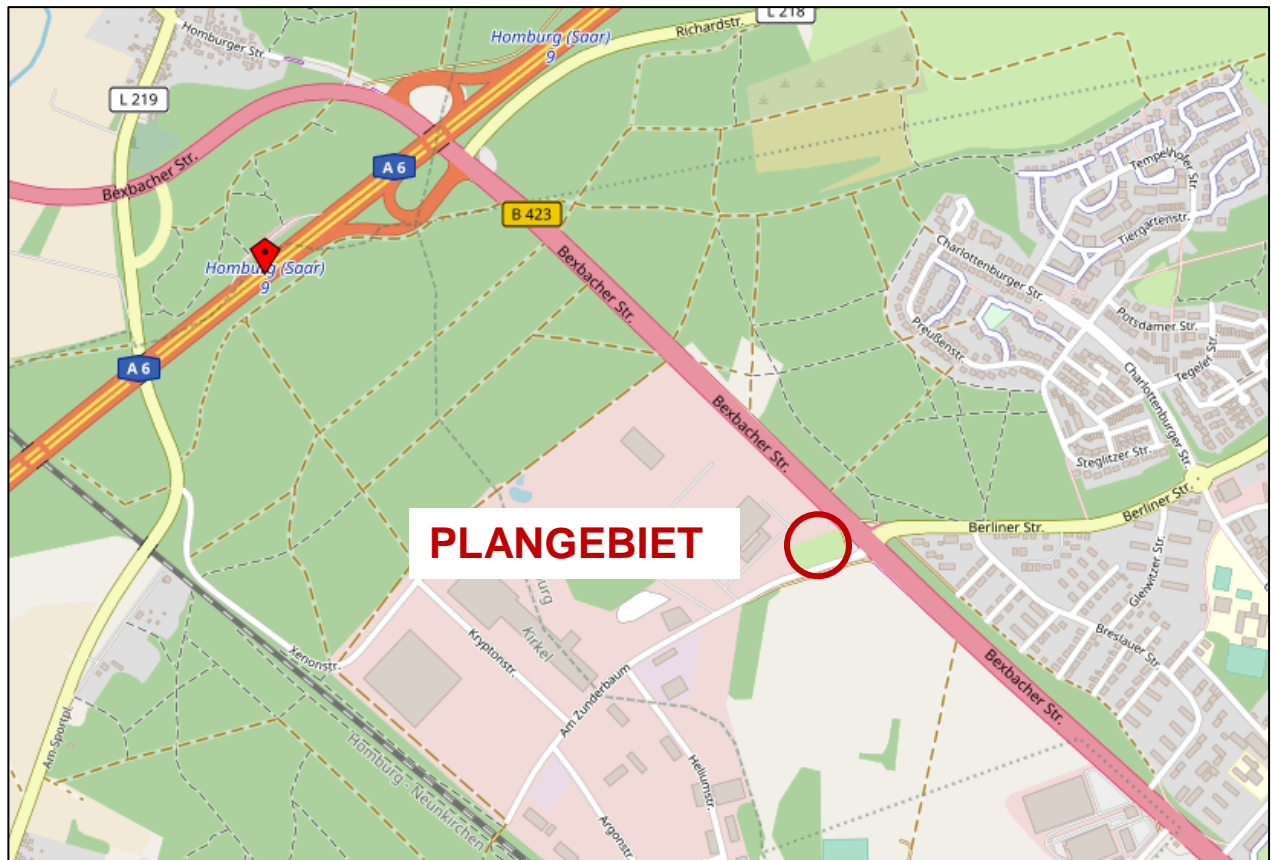 L 218
Homburger Str.
Homburg (Saar)
9
Richardstr.
L 219
A 6
Bexbacher Str.
B 423
Tempelhofer Str.
Tiergartenstr.
Charlottenburger Str.
Homburg (Saar)
9
Bexbacher Str.
Preußenstr.
Potsdamer Str.
A 6
Tegeler Str.
Charlottenburger Str.
Bexbacher Str.
Steglitzer Str.
Berliner Str.
Berliner Str.
PLANGEBIET
Gleiwitzer Str.
burg
Kirkel
Kryptonstr.
Breslauer Str.
Xenonstr.
Am Zunderbaum
Bexbacher Str.
Am Sportpl.
Homburg - Neunkirchen
Heliumstr.
Argonstr.